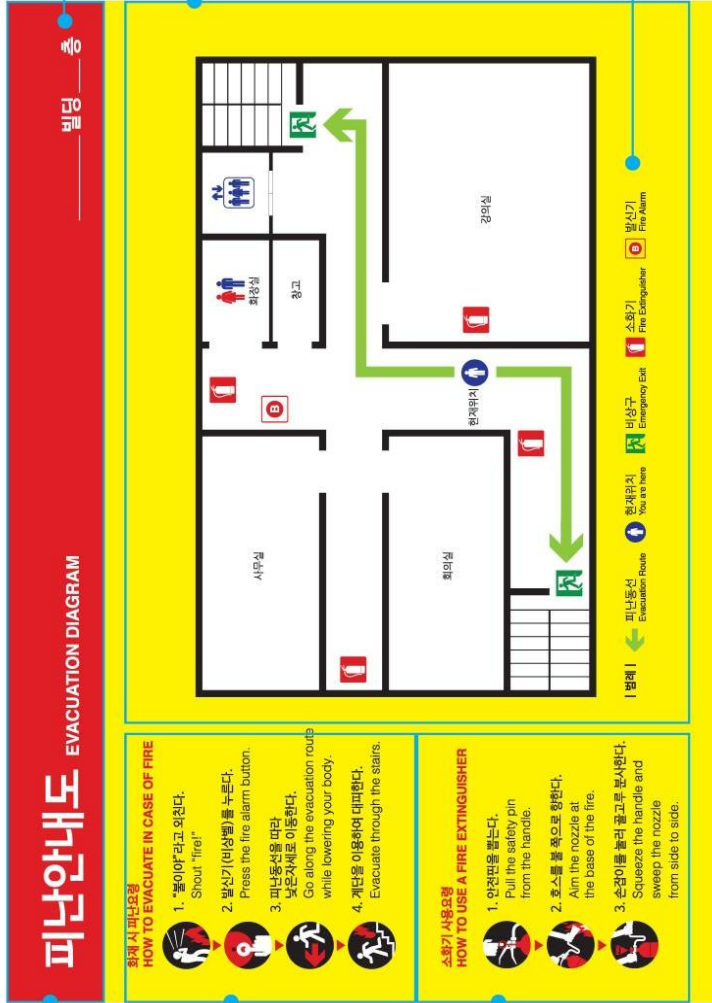 피난안내도 EVACUATION DIAGRAM
빌딩 층
화재 시 피난요령
HOW TO EVACUATE IN CASE OF FIRE
1. "불이야"라고 외친다.
Shout "fire!"
2. 발신기(비상벨)를 누른다.
Press the fire alarm button.
3. 피난동선을 따라
낮은자세로 이동한다.
Go along the evacuation route
while lowering your body.
4. 계단을 이용하여 대피한다.
Evacuate through the stairs.
소화기 사용요령
HOW TO USE A FIRE EXTINGUISHER
1. 안전핀을 뽑는다.
Pull the safety pin
from the handle.
2. 호스를 불 쪽으로 향한다.
Aim the nozzle at
the base of the fire.
3. 손잡이를 눌러 골고루 분사한다.
Squeeze the handle and
sweep the nozzle
from side to side.
사무실
B
화장실
창고
회의실
현재위치
강의실
| 범례 |
피난동선
Evacuation Route
현재위치
You are here
비상구
Emergency Exit
소화기
Fire Extinguisher
B
발신기
Fire Alarm